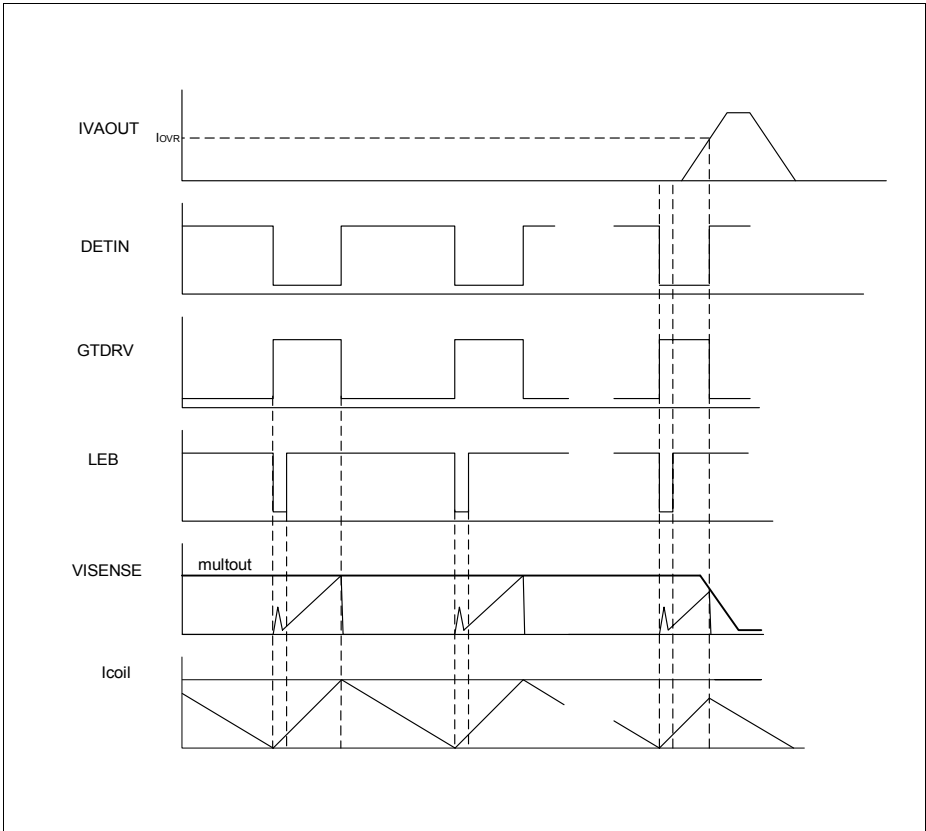 IVAOUT
IOVR
DETIN
GTDRV
LEB
VISENSE
multout
Icoil